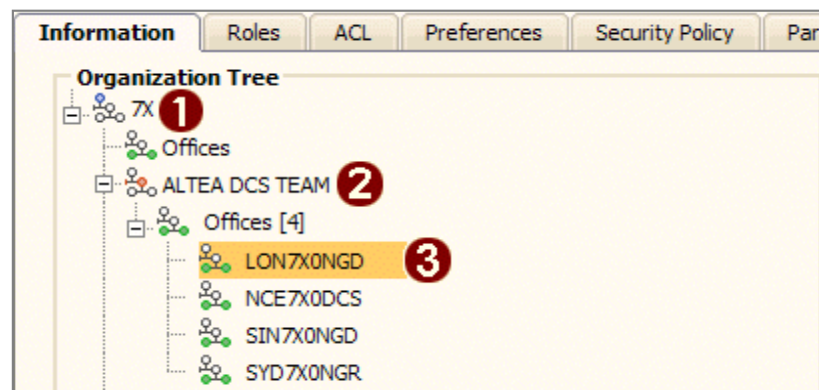 Information Roles ACL Preferences Security Policy Par
Organization Tree
7X 1
Offices
ALTEA DCS TEAM 2
Offices [4]
LON7X0NGD 3
NCE7X0DCS
SIN7X0NGD
SYD7X0NGR